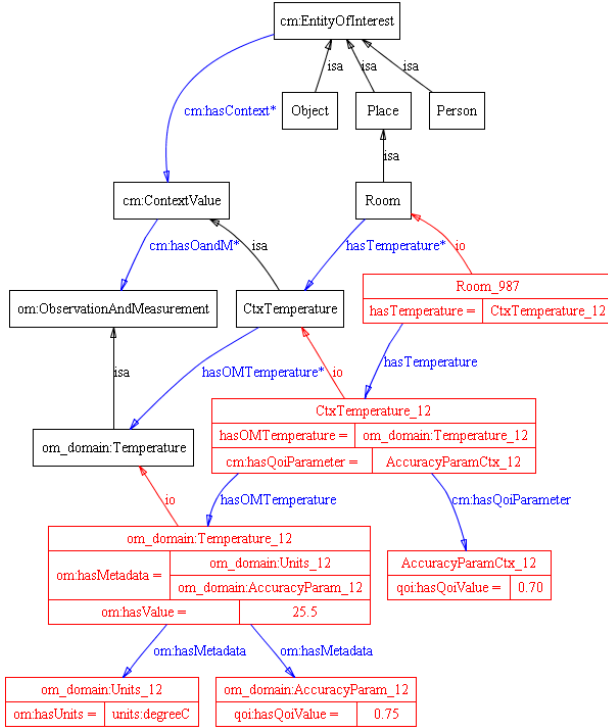 cm:EntityOfInterest
isa
isa
isa
cm:hasContext*
Object
Place
Person
isa
cm:ContextValue
Room
cm:hasOandM*
isa
hasTemperature*
io
om:ObservationAndMeasurement
CtxTemperature
Room_987
hasTemperature =
CtxTemperature_12
isa
hasOMTemperature*
io
hasTemperature
om_domain:Temperature
CtxTemperature_12
hasOMTemperature =
om_domain:Temperature_12
cm:hasQoiParameter =
AccuracyParamCtx_12
io
hasOMTemperature
cm:hasQoiParameter
om_domain:Temperature_12
om:hasMetadata =
om_domain:Units_12
om_domain:AccuracyParam_12
om:hasValue =
25.5
AccuracyParamCtx_12
qoi:hasQoiValue =
0.70
om:hasMetadata
om:hasMetadata
om_domain:Units_12
om:hasUnits =
units:degreeC
om_domain:AccuracyParam_12
qoi:hasQoiValue =
0.75